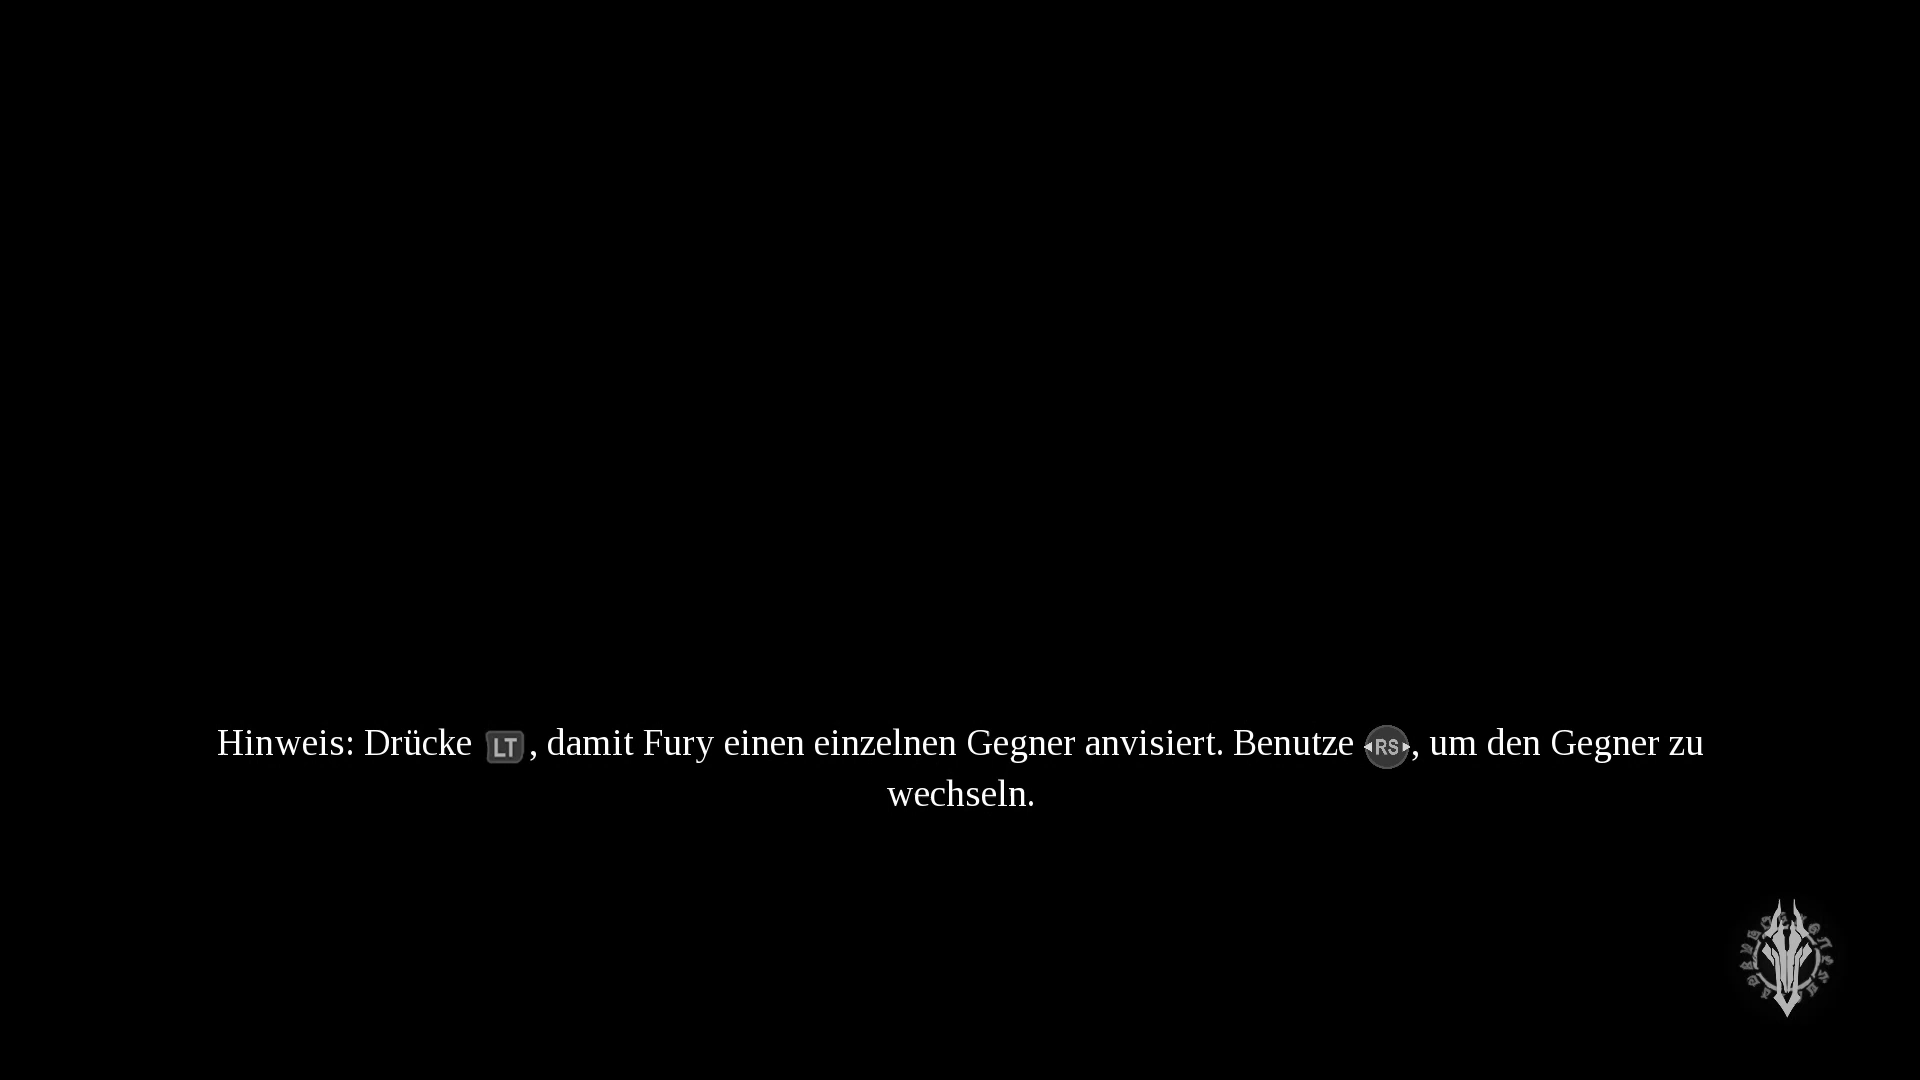 Hinweis: Drücke LT, damit Fury einen einzelnen Gegner anvisiert. Benutze RS, um den Gegner zu
wechseln.